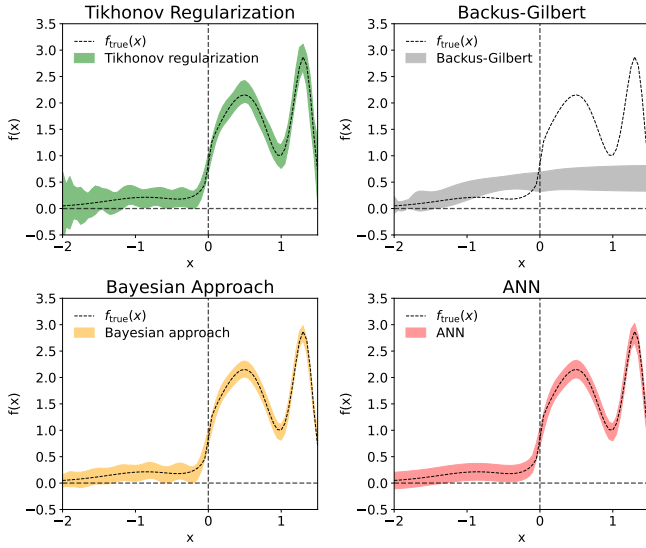 Tikhonov Regularization
f(x)
3.5
3.0
2.5
2.0
1.5
1.0
0.5
0.0
−0.5
f_true(x)
Tikhonov regularization
−2 −1 0 1
x
Backus-Gilbert
f(x)
3.5
3.0
2.5
2.0
1.5
1.0
0.5
0.0
−0.5
f_true(x)
Backus-Gilbert
−2 −1 0 1
x
Bayesian Approach
f(x)
3.5
3.0
2.5
2.0
1.5
1.0
0.5
0.0
−0.5
f_true(x)
Bayesian approach
−2 −1 0 1
x
ANN
f(x)
3.5
3.0
2.5
2.0
1.5
1.0
0.5
0.0
−0.5
f_true(x)
ANN
−2 −1 0 1
x